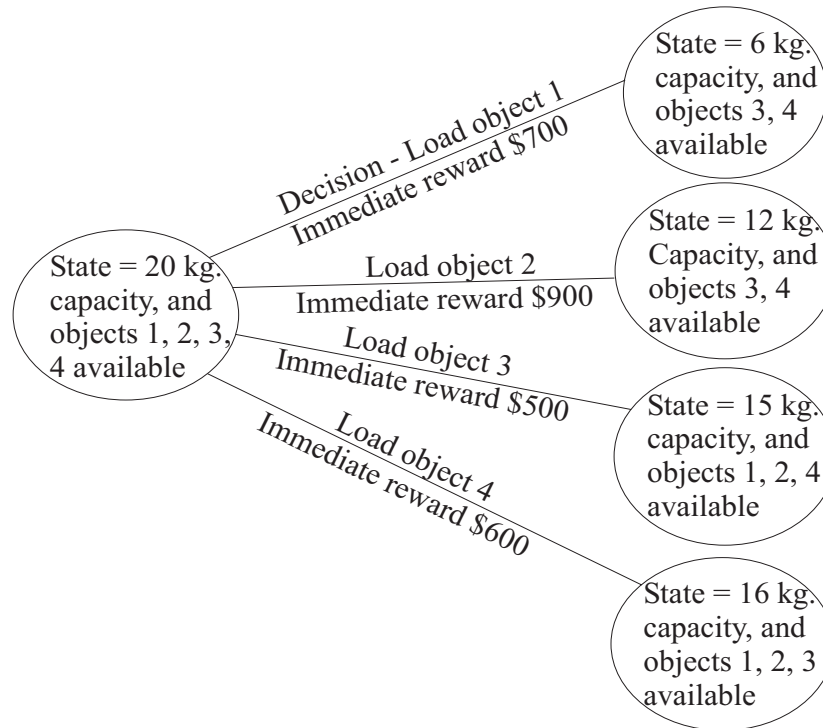 State = 20 kg.
capacity, and
objects 1, 2, 3,
4 available
Decision - Load object 1
Immediate reward $700
Load object 2
Immediate reward $900
Load object 3
Immediate reward $500
Load object 4
Immediate reward $600
State = 6 kg.
capacity, and
objects 3, 4
available
State = 12 kg.
Capacity, and
objects 3, 4
available
State = 15 kg.
capacity, and
objects 1, 2, 4
available
State = 16 kg.
capacity, and
objects 1, 2, 3
available